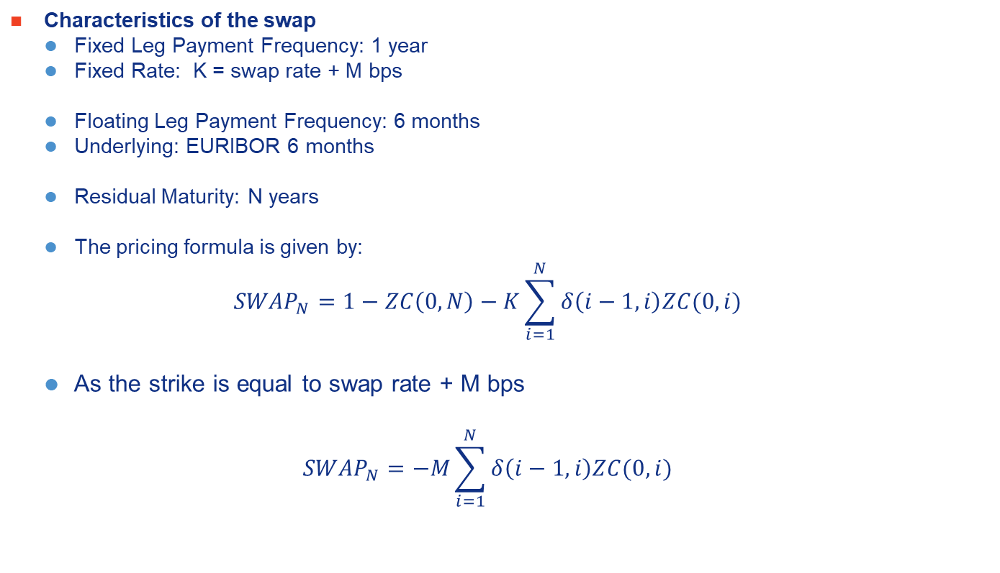 Characteristics of the swap
Fixed Leg Payment Frequency: 1 year
Fixed Rate: K = swap rate + M bps
Floating Leg Payment Frequency: 6 months
Underlying: EURIBOR 6 months
Residual Maturity: N years
The pricing formula is given by:
$SWAP_N = 1 - ZC(0, N) - K \sum_{i=1}^{N} \delta(i-1, i) ZC(0, i)$
As the strike is equal to swap rate + M bps
$SWAP_N = -M \sum_{i=1}^{N} \delta(i-1, i) ZC(0, i)$